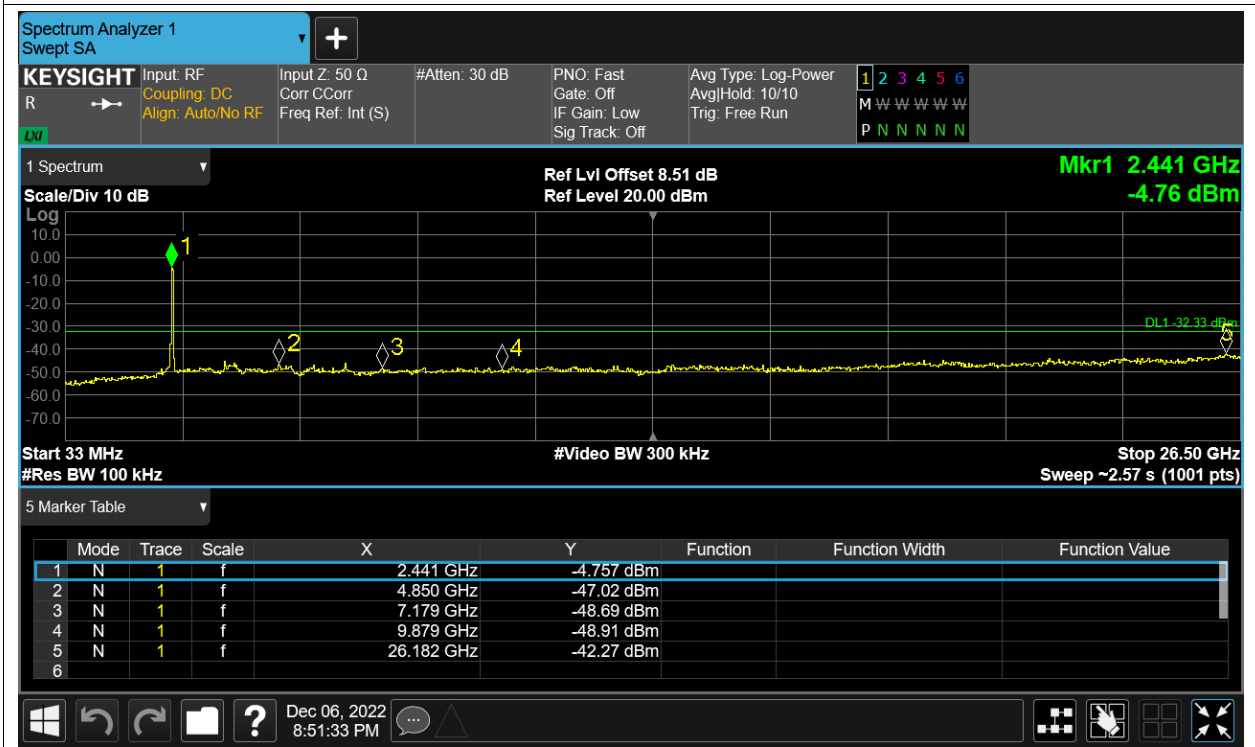 Spectrum Analyzer 1
Swept SA
KEYSIGHT
R
LXI
Input: RF
Coupling: DC
Align: Auto/No RF
Input Z: 50 Ω
Corr CCorr
Freq Ref: Int (S)
#Atten: 30 dB
PNO: Fast
Gate: Off
IF Gain: Low
Sig Track: Off
Avg Type: Log-Power
Avg|Hold: 10/10
Trig: Free Run
1 2 3 4 5 6
M W W W W W W
P N N N N N N
1 Spectrum
Scale/Div 10 dB
Ref Lvl Offset 8.51 dB
Ref Level 20.00 dBm
Mkr1 2.441 GHz
-4.76 dBm
Log
10.0
0.00
-10.0
-20.0
-30.0
-40.0
-50.0
-60.0
-70.0
1
2
3
4
5
DL1 -32.33 dBm
Start 33 MHz
#Video BW 300 kHz
Stop 26.50 GHz
#Res BW 100 kHz
Sweep ~2.57 s (1001 pts)
5 Marker Table
Mode Trace Scale X Y Function Function Width Function Value
1 N 1 f 2.441 GHz -4.757 dBm
2 N 1 f 4.850 GHz -47.02 dBm
3 N 1 f 7.179 GHz -48.69 dBm
4 N 1 f 9.879 GHz -48.91 dBm
5 N 1 f 26.182 GHz -42.27 dBm
6
?
Dec 06, 2022
8:51:33 PM